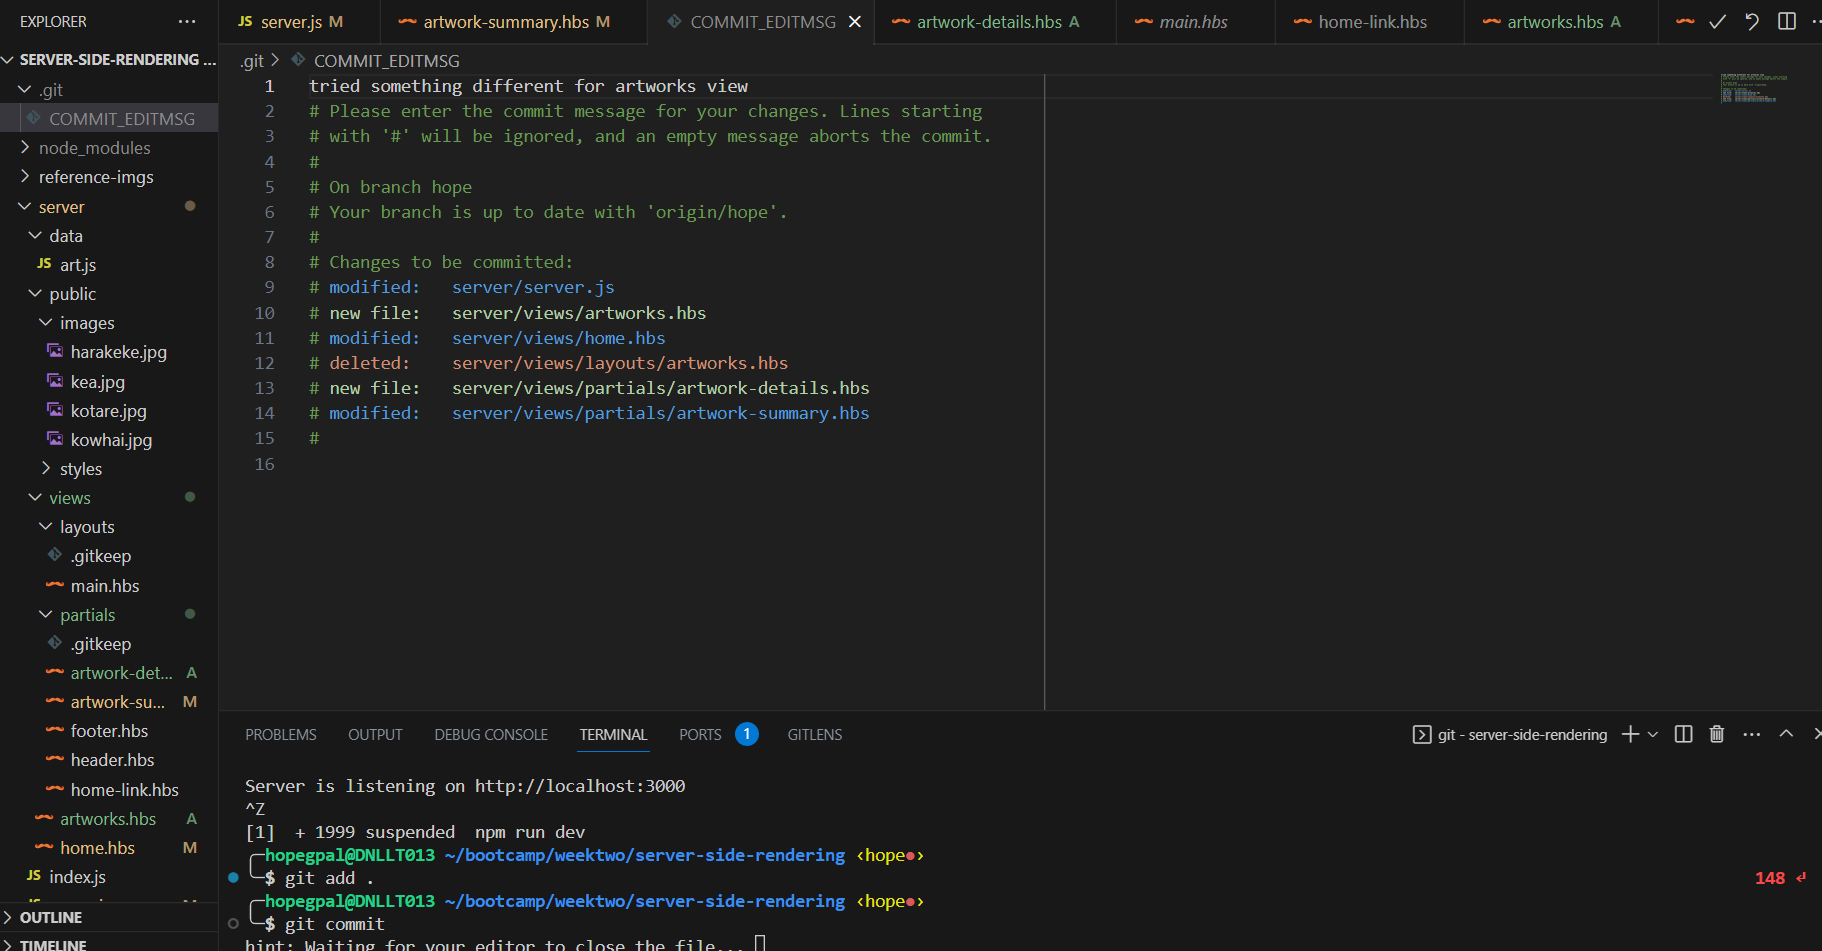 EXPLORER
SERVER-SIDE-RENDERING ...
.git
COMMIT_EDITMSG
node_modules
reference-imgs
server
data
JS art.js
public
images
harakeke.jpg
kea.jpg
kotare.jpg
kowhai.jpg
styles
views
layouts
.gitkeep
main.hbs
partials
.gitkeep
artwork-det... A
artwork-su... M
footer.hbs
header.hbs
home-link.hbs
artworks.hbs A
home.hbs M
JS index.js
OUTLINE
TIMELINE
JS server.js M
artwork-summary.hbs M
COMMIT_EDITMSG
artwork-details.hbs A
main.hbs
home-link.hbs
artworks.hbs A
.git > COMMIT_EDITMSG
1 tried something different for artworks view
2 # Please enter the commit message for your changes. Lines starting
3 # with '#' will be ignored, and an empty message aborts the commit.
4 #
5 # On branch hope
6 # Your branch is up to date with 'origin/hope'.
7 #
8 # Changes to be committed:
9 # modified: server/server.js
10 # new file: server/views/artworks.hbs
11 # modified: server/views/home.hbs
12 # deleted: server/views/layouts/artworks.hbs
13 # new file: server/views/partials/artwork-details.hbs
14 # modified: server/views/partials/artwork-summary.hbs
15 #
16
PROBLEMS OUTPUT DEBUG CONSOLE TERMINAL PORTS 1 GITLENS
git - server-side-rendering
Server is listening on http://localhost:3000
^Z
[1] + 1999 suspended npm run dev
hopegpal@DNLLT013 ~/bootcamp/weektwo/server-side-rendering ‹hope●›
$ git add .
148 ↵
hopegpal@DNLLT013 ~/bootcamp/weektwo/server-side-rendering ‹hope●›
$ git commit
hint: Waiting for your editor to close the file...